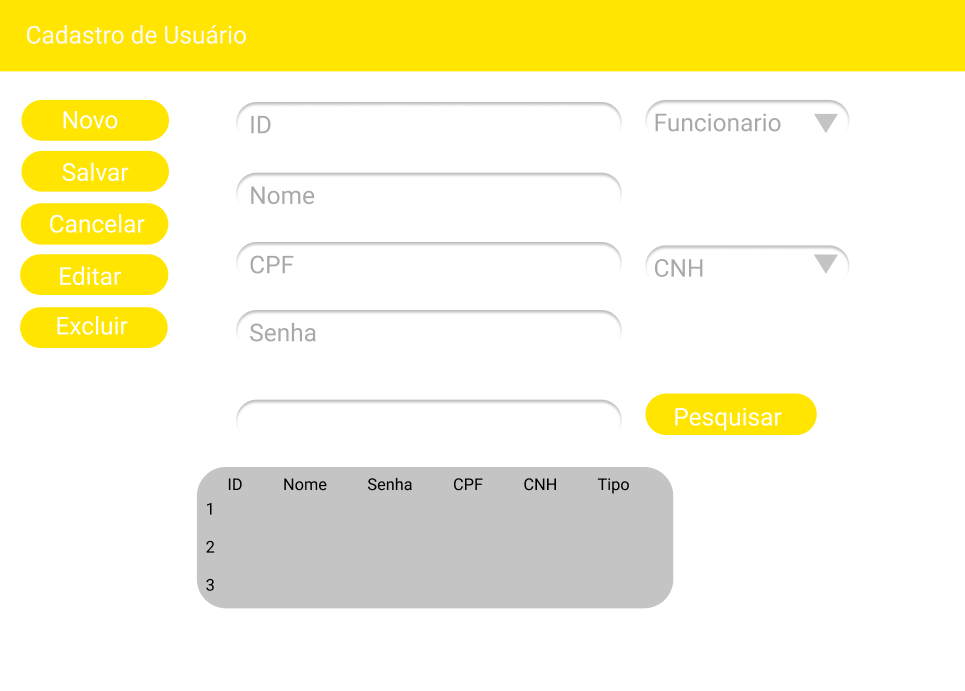 Cadastro de Usuário
Novo
Salvar
Cancelar
Editar
Excluir
ID
Funcionario
Nome
CPF
CNH
Senha
Pesquisar
ID Nome Senha CPF CNH Tipo
1
2
3